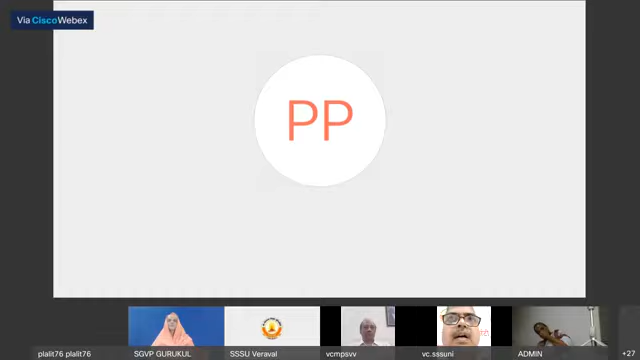 Via CiscoWebex
PP
plalit76 plalit76
SGVP GURUKUL
SSSU Veraval
vcmpsvv
vc.sssuni
ADMIN
+27